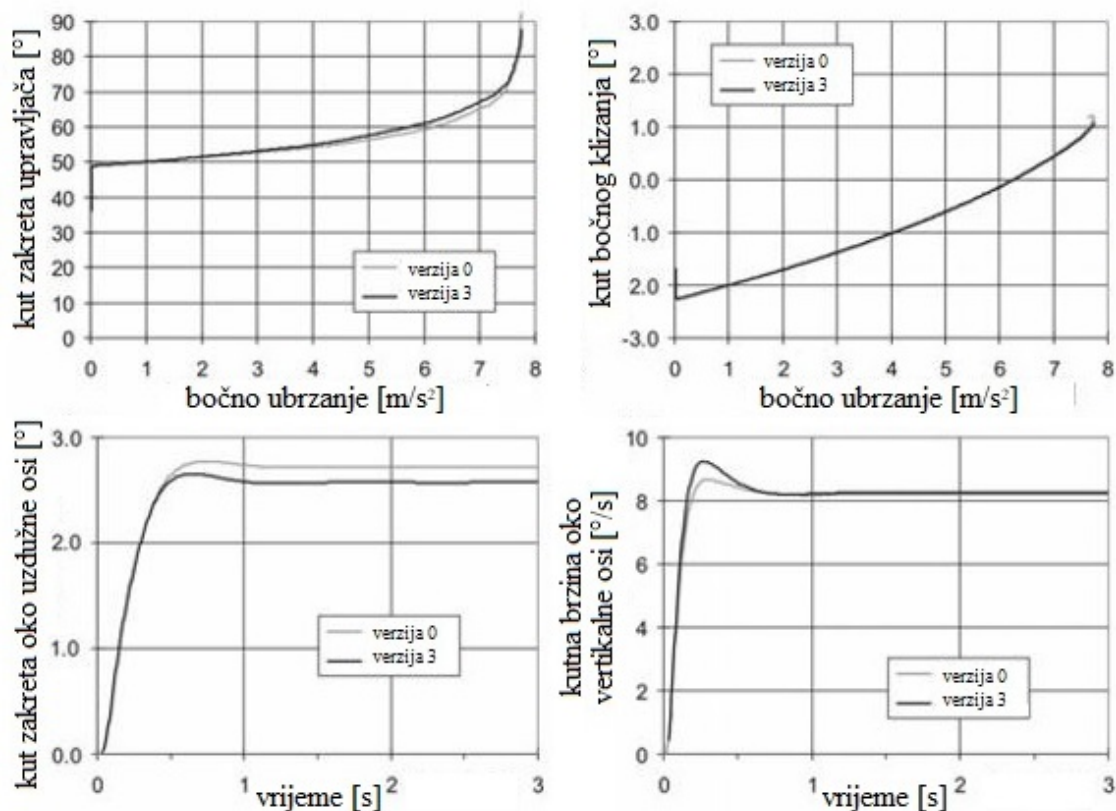 kut zakreta upravljača [°]
90
80
70
60
50
40
30
20
10
0
verzija 0
verzija 3
0 1 2 3 4 5 6 7 8
bočno ubrzanje [m/s²]
kut bočnog klizanja [°]
3.0
2.0
1.0
0.0
1.0
2.0
-3.0
verzija 0
verzija 3
0 1 2 3 4 5 6 7 8
bočno ubrzanje [m/s²]
kut zakreta oko uzdužne osi [°]
3.0
2.0
1.0
0.0
verzija 0
verzija 3
0 1 2 3
vrijeme [s]
kutna brzina oko
vertikalne osi [°/s]
10
8
6
4
2
0
verzija 0
verzija 3
0 1 2 3
vrijeme [s]